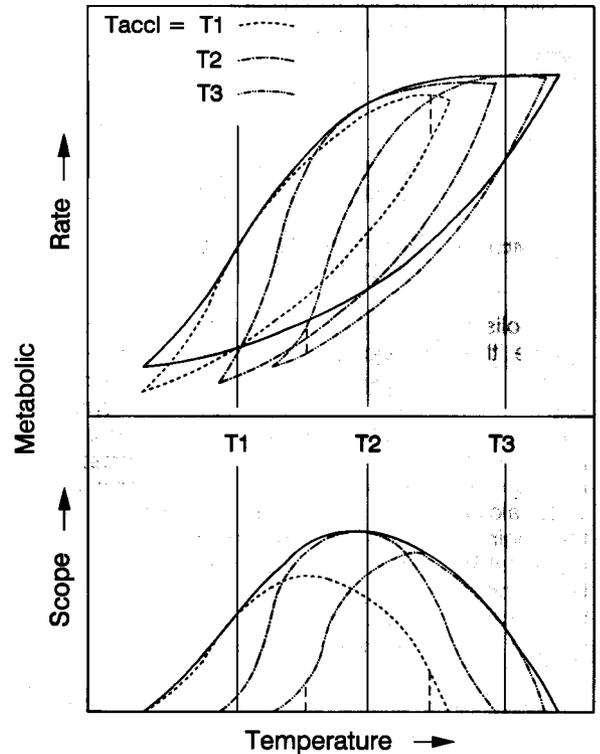 Taccl = T1
T2
T3
Rate
Metabolic
T1 T2 T3
Scope
Temperature